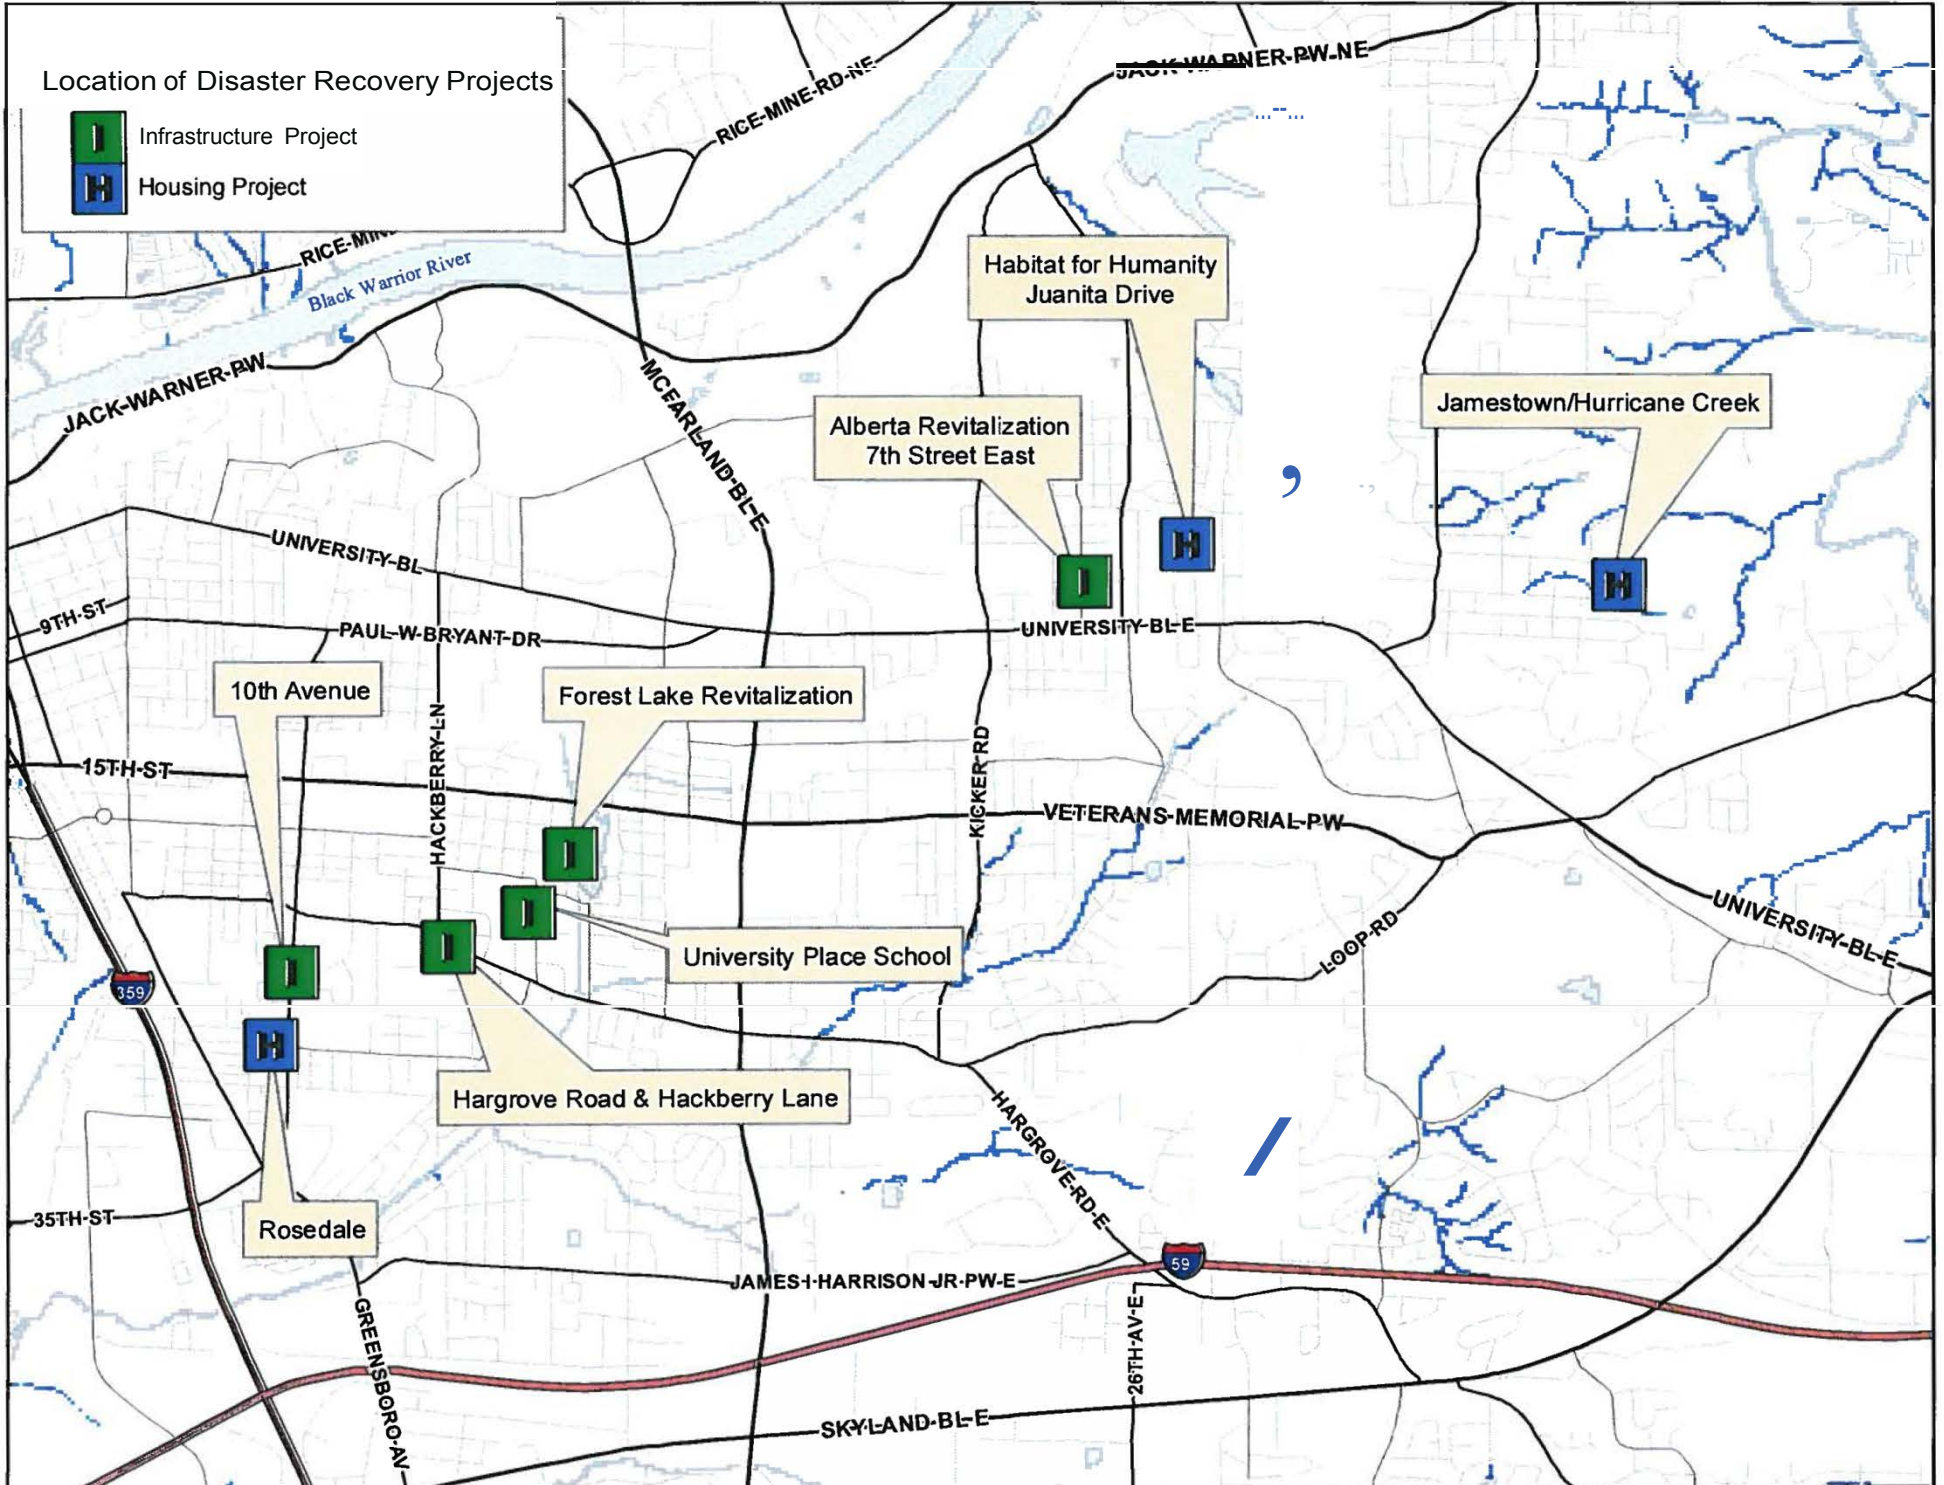 Location of Disaster Recovery Projects
I Infrastructure Project
H Housing Project
RICE-MINE-RD-NE
JACK-WARNER-PW-NE
RICE-MIN
Black Warrior River
JACK-WARNER-PW
MCFARLAND-BL-E
Habitat for Humanity
Juanita Drive
Alberta Revitalization
7th Street East
Jamestown/Hurricane Creek
H
H
I
UNIVERSITY-BL
9TH-ST
PAUL-W-BRYANT-DR
UNIVERSITY-BL-E
10th Avenue
Forest Lake Revitalization
15TH-ST
HACKBERRY-LN
KICKER-RD
VETERANS-MEMORIAL-PW
I
I
I
I
University Place School
LOOP-RD
UNIVERSITY-BL-E
359
H
Hargrove Road & Hackberry Lane
HARGROVE-RD-E
35TH-ST
Rosedale
JAMES-I-HARRISON-JR-PW-E
59
GREENSBORO-AV
26TH-AV-E
SKYLAND-BL-E